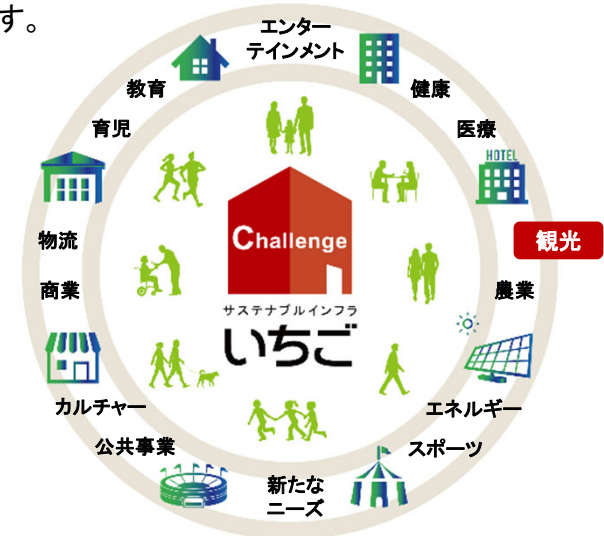 す。
エンター
テインメント
教育
健康
育児
医療
HOTEL
物流
観光
商業
農業
Challenge
サステナブルインフラ
いちご
カルチャー
エネルギー
公共事業
スポーツ
新たな
ニーズ